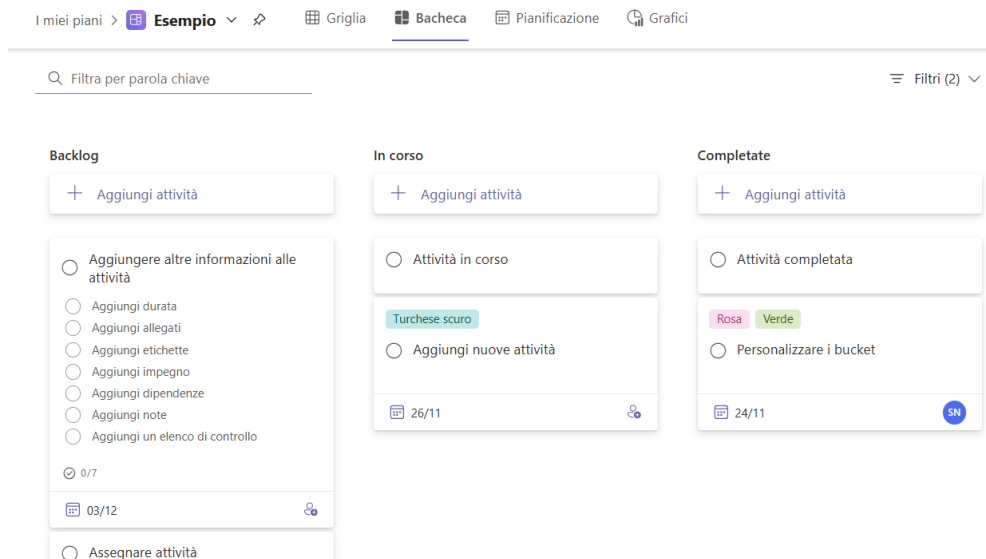 I miei piani > Esempio
Griglia
Bacheca
Pianificazione
Grafici
Filtra per parola chiave
Filtri (2)
Backlog
Aggiungi attività
Aggiungere altre informazioni alle
attività
Aggiungi durata
Aggiungi allegati
Aggiungi etichette
Aggiungi impegno
Aggiungi dipendenze
Aggiungi note
Aggiungi un elenco di controllo
0/7
03/12
Assegnare attività
In corso
Aggiungi attività
Attività in corso
Turchese scuro
Aggiungi nuove attività
26/11
Completate
Aggiungi attività
Attività completata
Rosa Verde
Personalizzare i bucket
24/11
SN